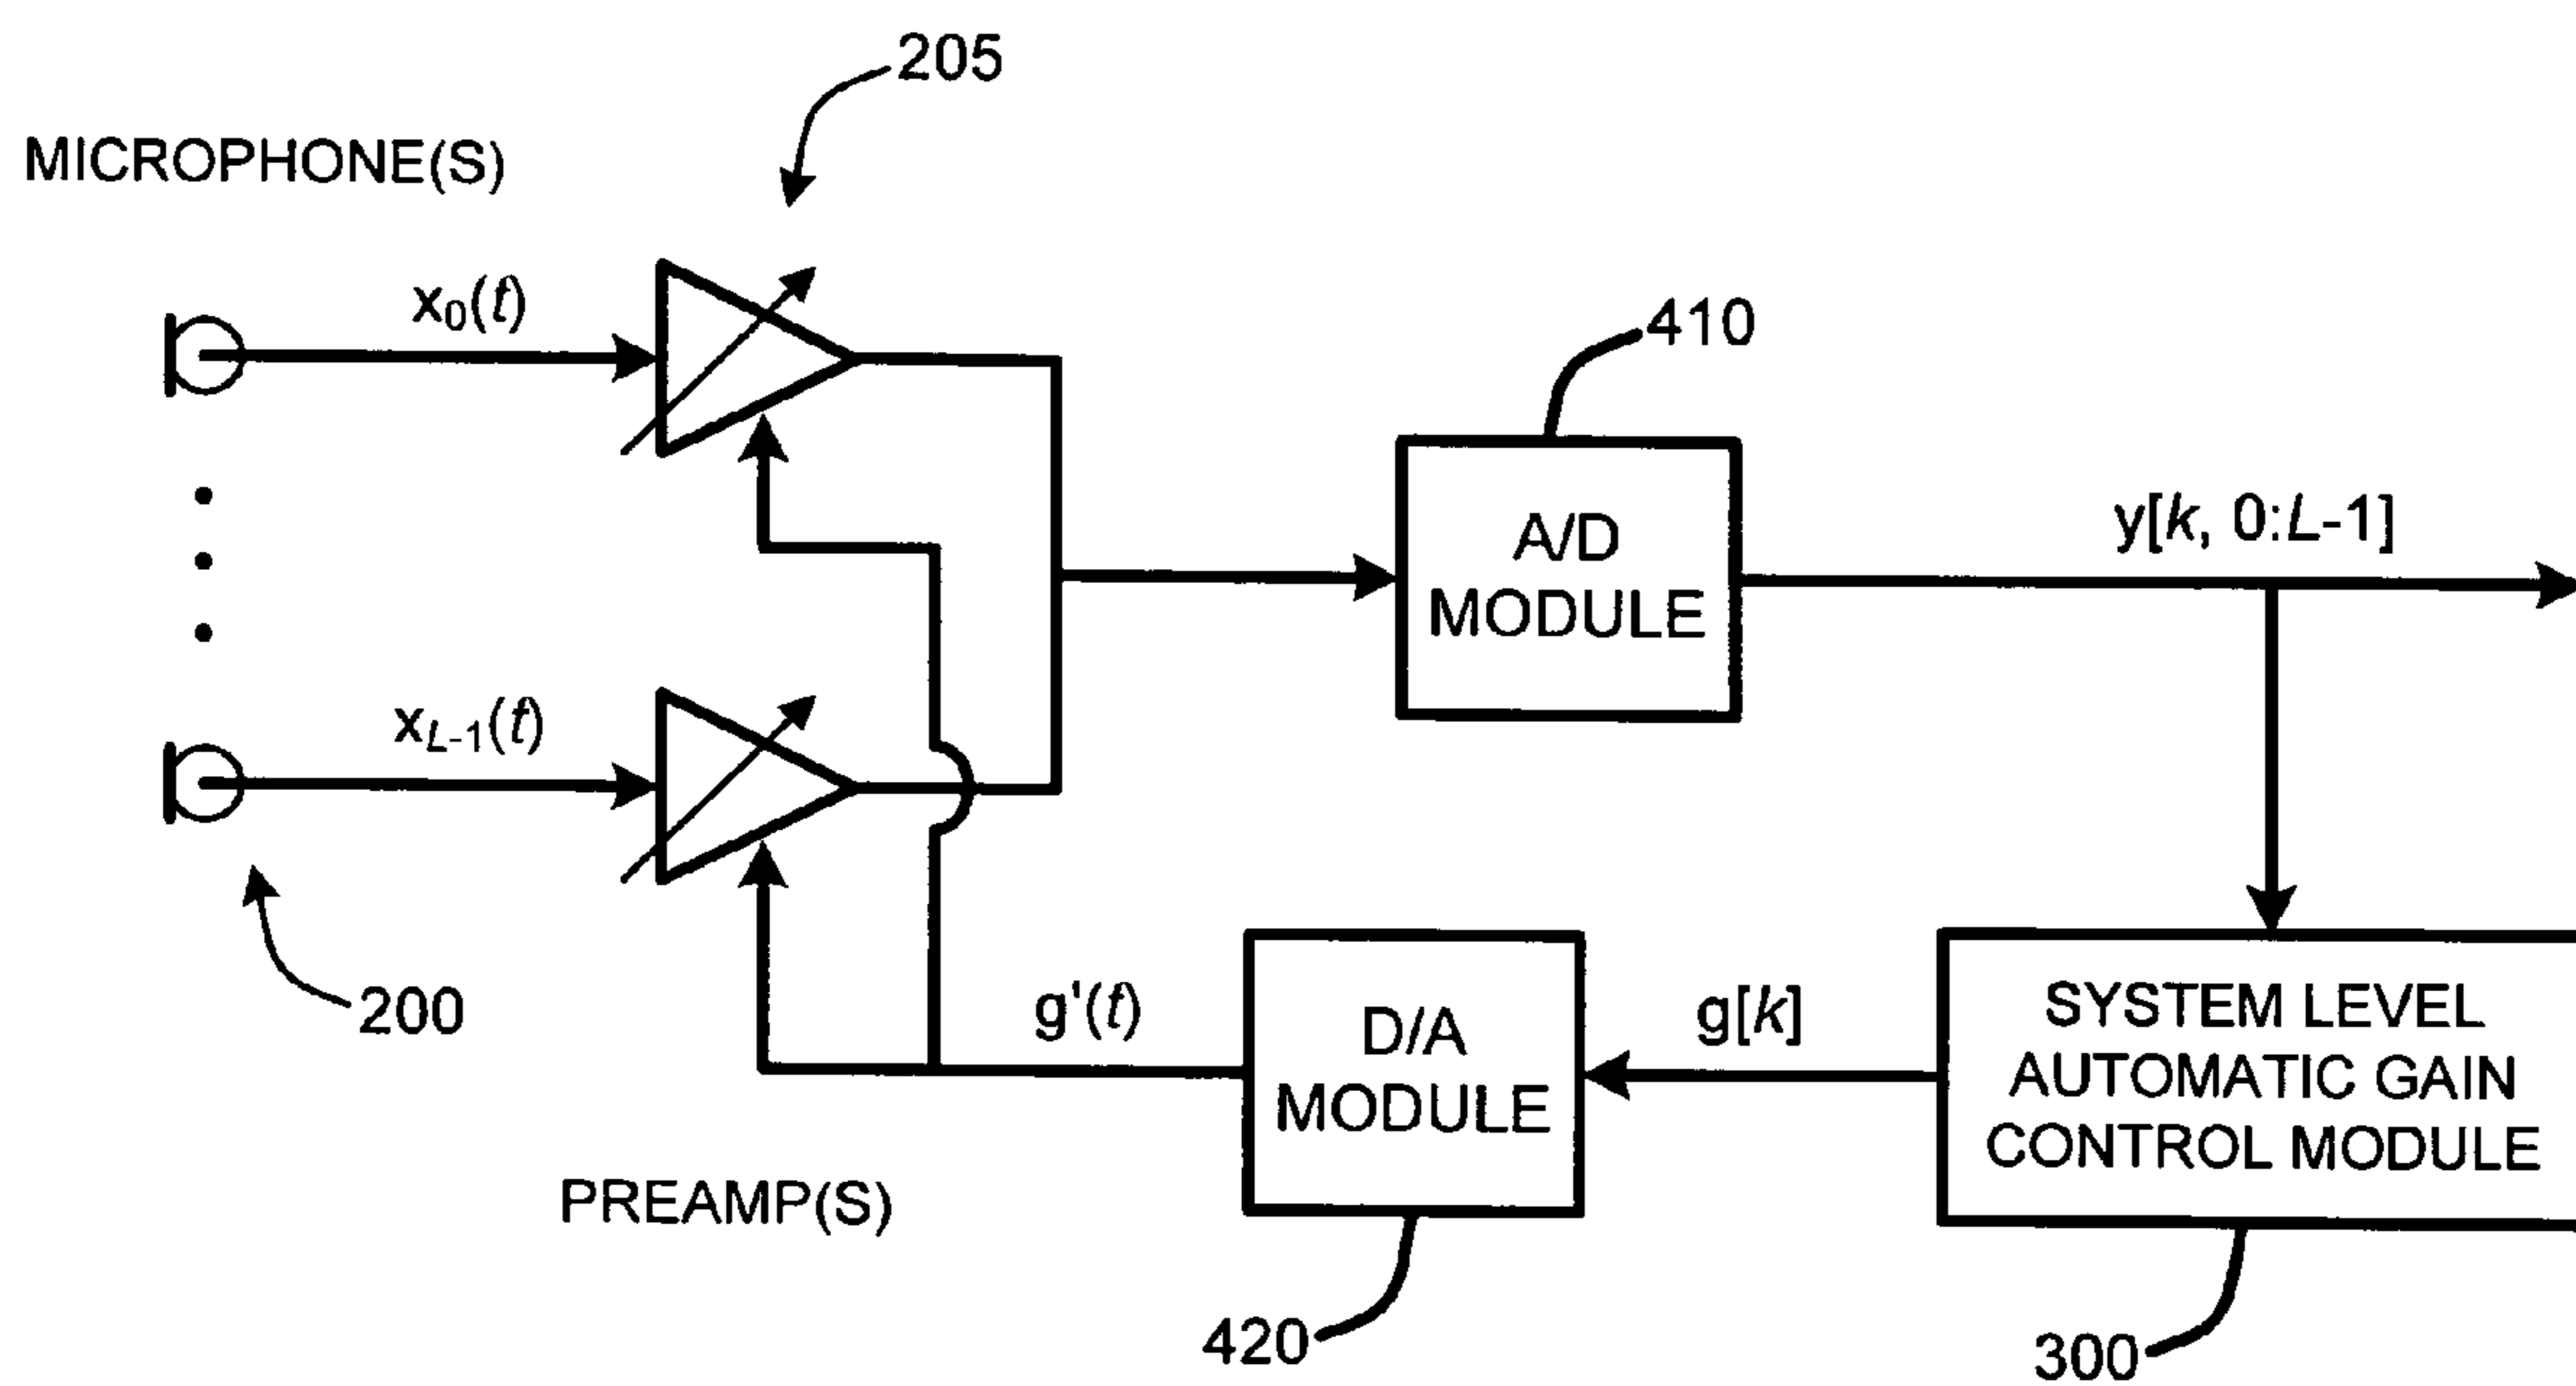 205
MICROPHONE(S)
x0(t)
410
A/D
MODULE
y[k, 0:L-1]
xL-1(t)
200
g'(t)
D/A
MODULE
g[k]
SYSTEM LEVEL
AUTOMATIC GAIN
CONTROL MODULE
PREAMP(S)
420
300